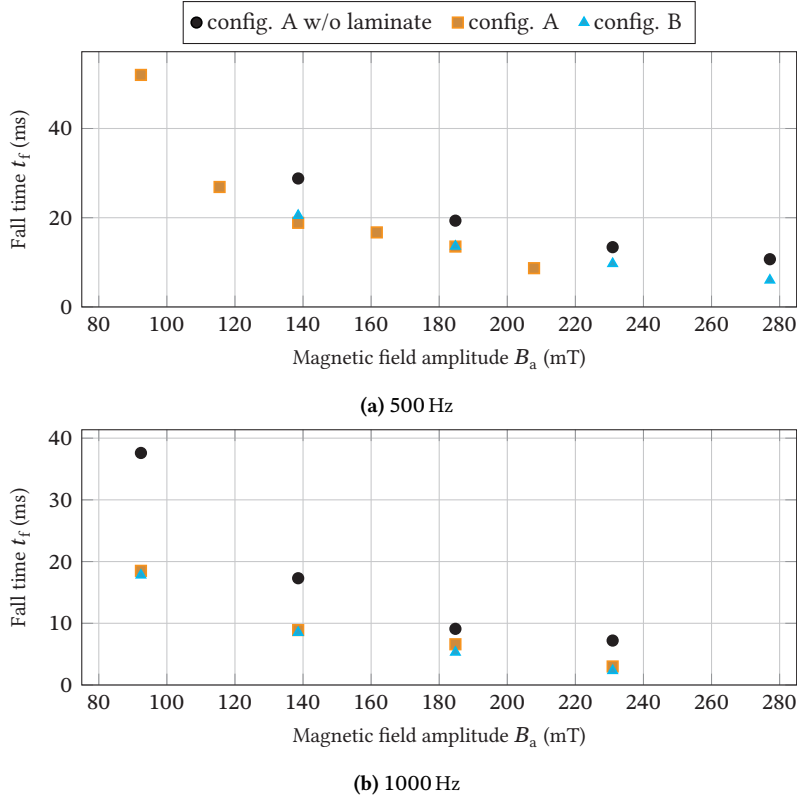 config. A w/o laminate config. A config. B
40
20
0
Fall time t_f (ms)
80 100 120 140 160 180 200 220 240 260 280
Magnetic field amplitude B_a (mT)
(a) 500 Hz
40
30
20
10
0
Fall time t_f (ms)
80 100 120 140 160 180 200 220 240 260 280
Magnetic field amplitude B_a (mT)
(b) 1000 Hz